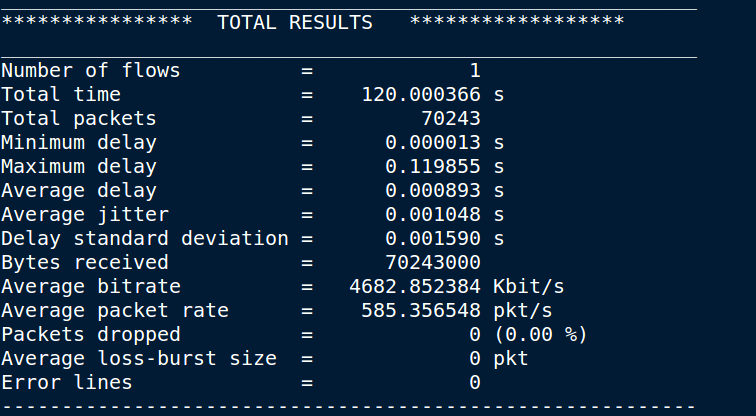 __________________________________________________________
****************  TOTAL RESULTS   ******************
__________________________________________________________
Number of flows          =             1
Total time               =    120.000366 s
Total packets            =         70243
Minimum delay            =      0.000013 s
Maximum delay            =      0.119855 s
Average delay            =      0.000893 s
Average jitter           =      0.001048 s
Delay standard deviation =      0.001590 s
Bytes received           =      70243000
Average bitrate          =   4682.852384 Kbit/s
Average packet rate      =    585.356548 pkt/s
Packets dropped          =             0 (0.00 %)
Average loss-burst size  =             0 pkt
Error lines              =             0
----------------------------------------------------------